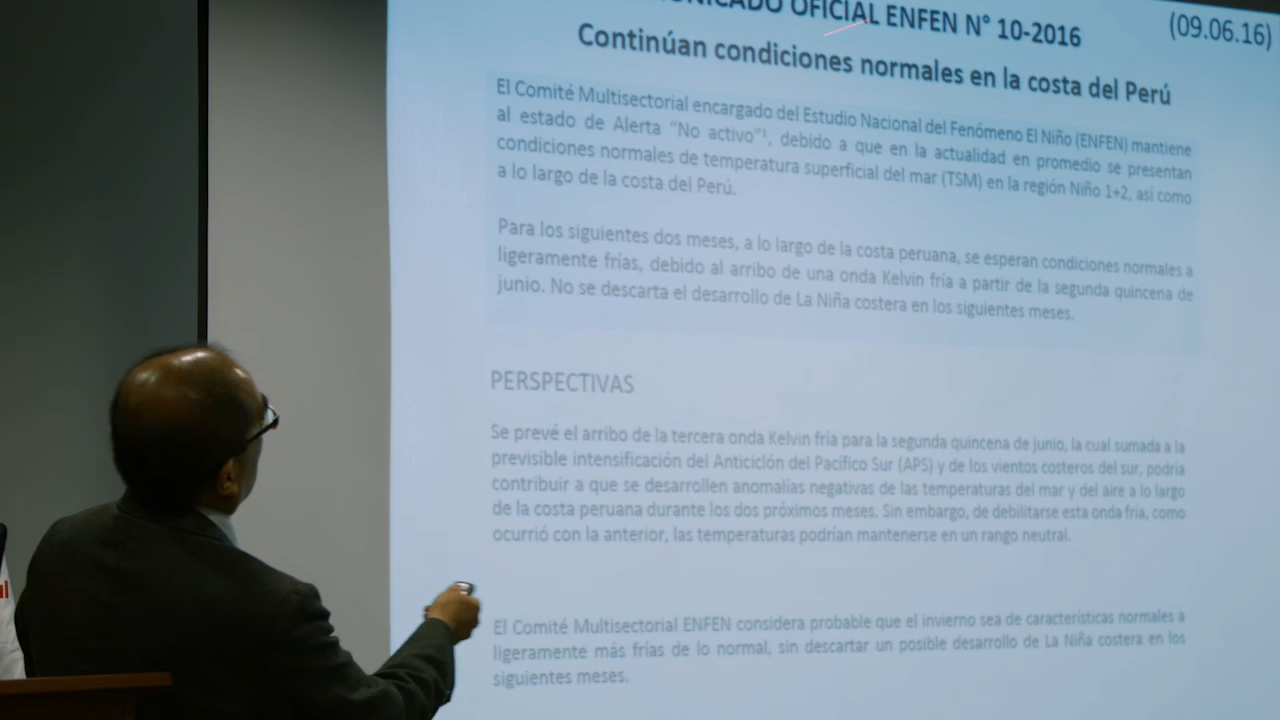 OFICIAL ENFEN N° 10-2016
(09.06.16)
Continúan condiciones normales en la costa del Perú
El Comité Multisectorial encargado del Estudio Nacional del Fenómeno El Niño (ENFEN) mantiene
al estado de Alerta “No activo”¹, debido a que en la actualidad en promedio se presentan
condiciones normales de temperatura superficial del mar (TSM) en la región Niño 1+2, así como
a lo largo de la costa del Perú.
Para los siguientes dos meses, a lo largo de la costa peruana, se esperan condiciones normales a
ligeramente frías, debido al arribo de una onda Kelvin fría a partir de la segunda quincena de
junio. No se descarta el desarrollo de La Niña costera en los siguientes meses.
PERSPECTIVAS
Se prevé el arribo de la tercera onda Kelvin fría para la segunda quincena de junio, la cual sumada a la
previsible intensificación del Anticiclón del Pacífico Sur (APS) y de los vientos costeros del sur, podría
contribuir a que se desarrollen anomalías negativas de las temperaturas del mar y del aire a lo largo
de la costa peruana durante los dos próximos meses. Sin embargo, de debilitarse esta onda fría, como
ocurrió con la anterior, las temperaturas podrían mantenerse en un rango neutral.
El Comité Multisectorial ENFEN considera probable que el invierno sea de características normales a
ligeramente más frías de lo normal, sin descartar un posible desarrollo de La Niña costera en los
siguientes meses.